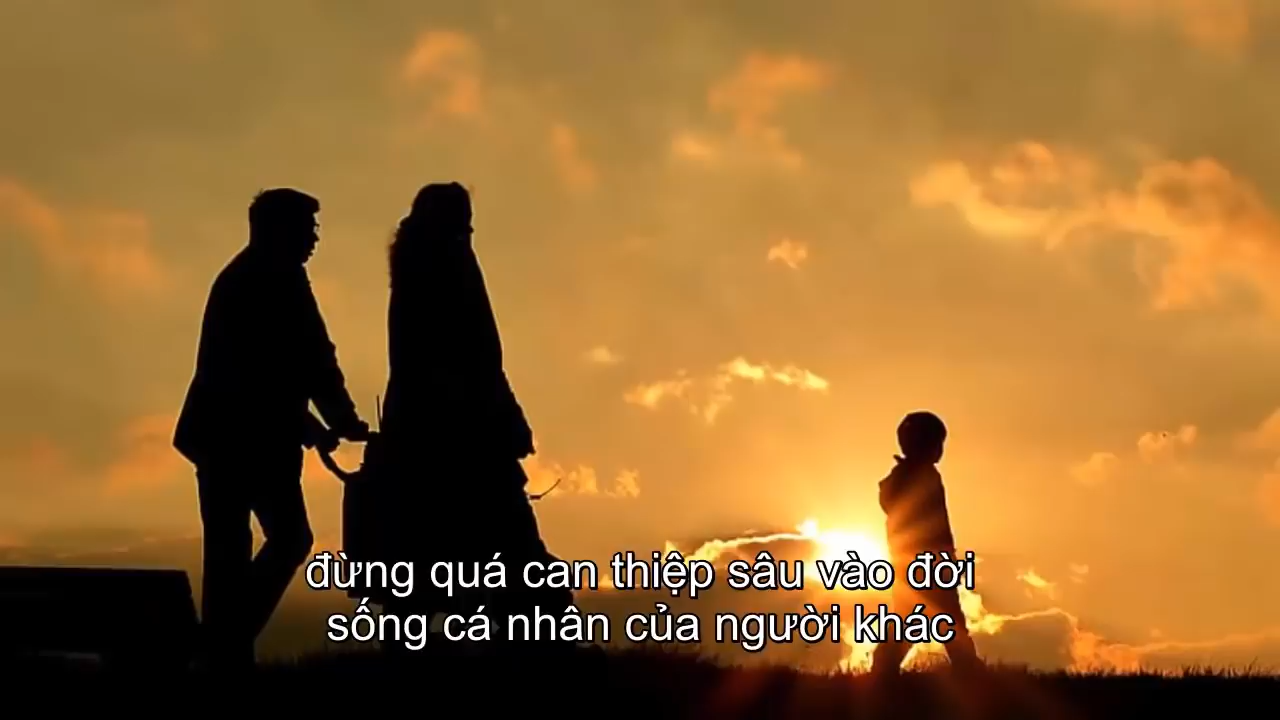 đừng quá can thiệp sâu vào đời
sống cá nhân của người khác